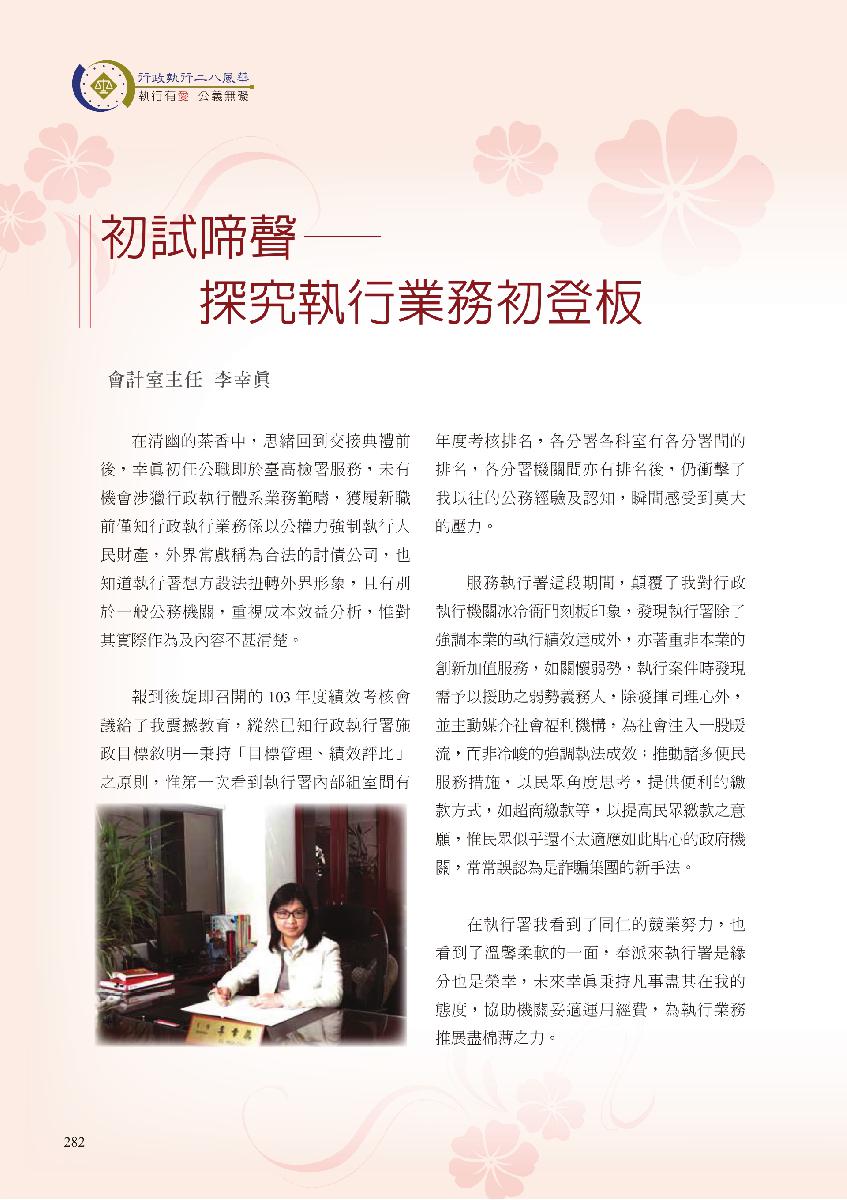 行政執行二八風華
執行有愛 公義無礙
初試啼聲——
探究執行業務初登板
會計室主任 李幸眞
在清幽的茶香中，思緒回到交接典禮前
後，幸眞初任公職即於臺高檢署服務，未有
機會涉獵行政執行體系業務範疇，獲履新職
前僅知行政執行業務係以公權力強制執行人
民財產，外界常戲稱為合法的討債公司，也
知道執行署想方設法扭轉外界形象，且有別
於一般公務機關，重視成本效益分析，惟對
其實際作為及內容不甚清楚。
報到後旋即召開的 103 年度績效考核會
議給了我震撼教育，縱然已知行政執行署施
政目標敘明—秉持「目標管理、績效評比」
之原則，惟第一次看到執行署內部組室間有
年度考核排名，各分署各科室有各分署間的
排名，各分署機關間亦有排名後，仍衝擊了
我以往的公務經驗及認知，瞬間感受到莫大
的壓力。
服務執行署這段期間，顛覆了我對行政
執行機關冰冷衙門刻板印象，發現執行署除了
強調本業的執行績效達成外，亦著重非本業的
創新加值服務，如關懷弱勢，執行案件時發現
需予以援助之弱勢義務人，除發揮同理心外，
並主動媒介社會福利機構，為社會注入一股暖
流，而非冷峻的強調執法成效；推動諸多便民
服務措施，以民眾角度思考，提供便利的繳
款方式，如超商繳款等，以提高民眾繳款之意
願，惟民眾似乎還不太適應如此貼心的政府機
關，常常誤認為是詐騙集團的新手法。
在執行署我看到了同仁的兢業努力，也
看到了溫馨柔軟的一面，奉派來執行署是緣
分也是榮幸，未來幸眞秉持凡事盡其在我的
態度，協助機關妥適運用經費，為執行業務
推展盡棉薄之力。
主任 李幸眞
282